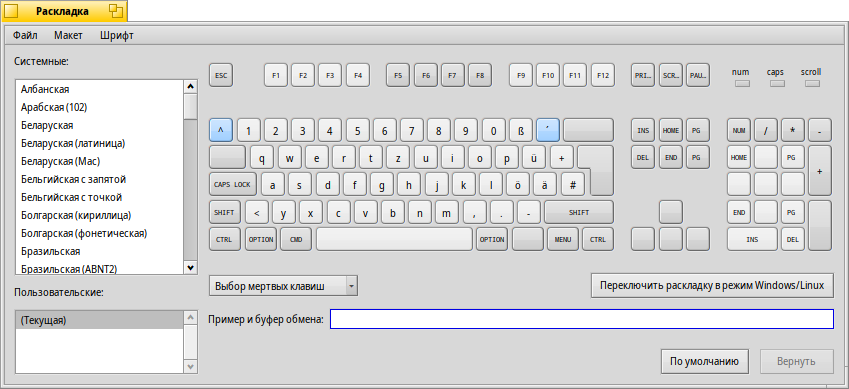 Раскладка
Файл Макет Шрифт
Системные:
Албанская
Арабская (102)
Беларуская
Беларуская (латиница)
Беларуская (Mac)
Бельгийская с запятой
Бельгийская с точкой
Болгарская (кириллица)
Болгарская (фонетическая)
Бразильская
Бразильская (ABNT2)
Пользовательские:
(Текущая)
ESC F1 F2 F3 F4 F5 F6 F7 F8 F9 F10 F11 F12 PRI... SCR... PAU...
num caps scroll
^ 1 2 3 4 5 6 7 8 9 0 ß ´ INS HOME PG NUM / * -
q w e r t z u i o p ü + DEL END PG HOME PG +
CAPS LOCK a s d f g h j k l ö ä #
SHIFT < y x c v b n m , . - SHIFT END PG
CTRL OPTION CMD OPTION MENU CTRL INS DEL
Выбор мертвых клавиш
Переключить раскладку в режим Windows/Linux
Пример и буфер обмена:
По умолчанию Вернуть